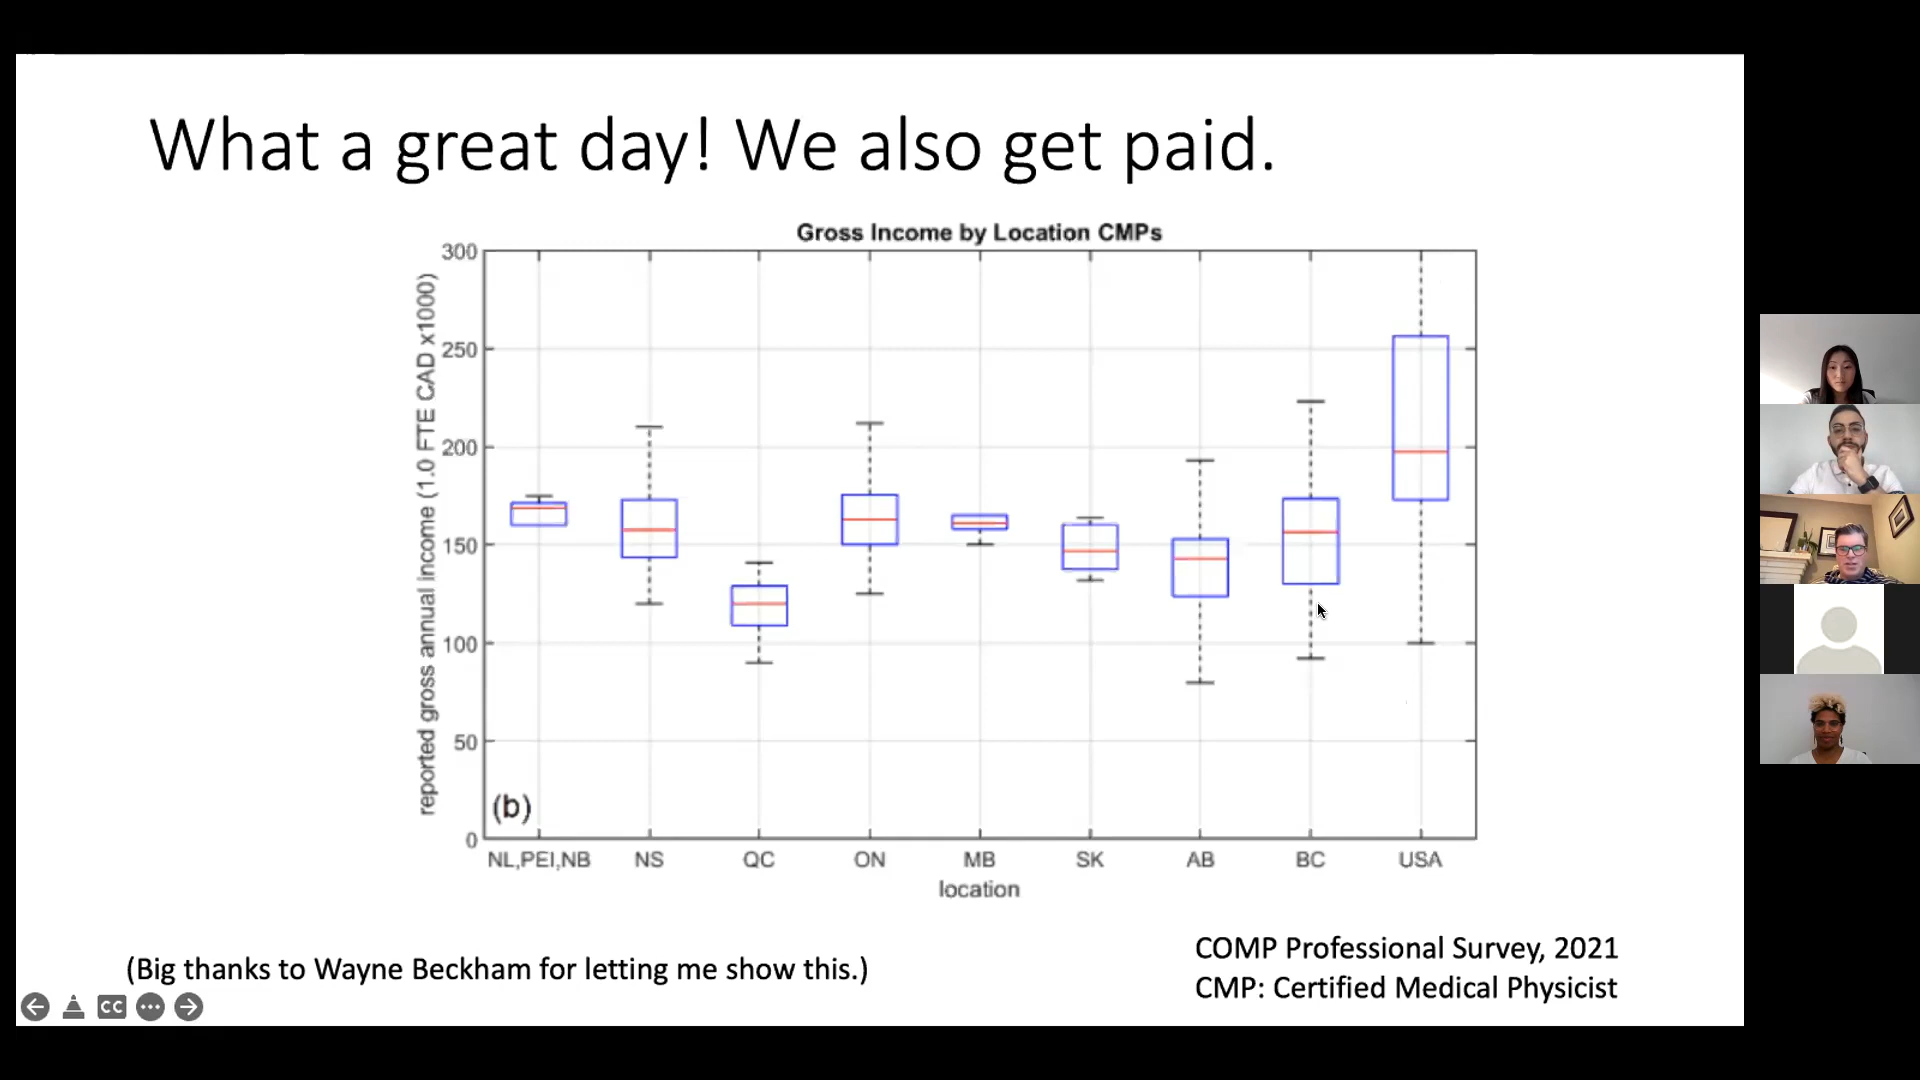 What a great day! We also get paid.
Gross Income by Location CMPs
reported gross annual income (1.0 FTE CAD x1000)
300
250
200
150
100
50
0
(b)
NL,PEI,NB NS QC ON MB SK AB BC USA
location
(Big thanks to Wayne Beckham for letting me show this.)
COMP Professional Survey, 2021
CMP: Certified Medical Physicist
CC